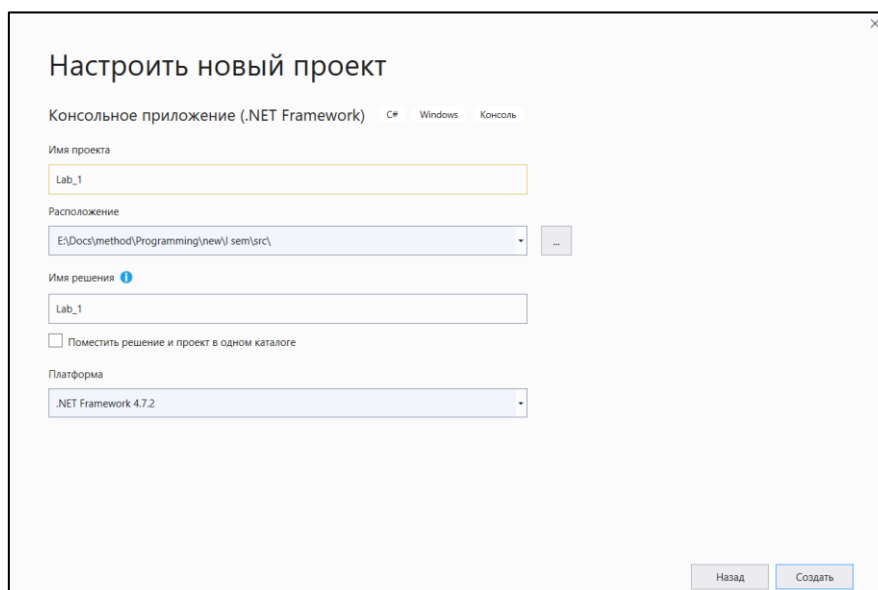 Настроить новый проект
Консольное приложение (.NET Framework) C# Windows Консоль
Имя проекта
Lab_1
Расположение
E:\Docs\method\Programming\new\I sem\src\
...
Имя решения
Lab_1
Поместить решение и проект в одном каталоге
Платформа
.NET Framework 4.7.2
Назад Создать